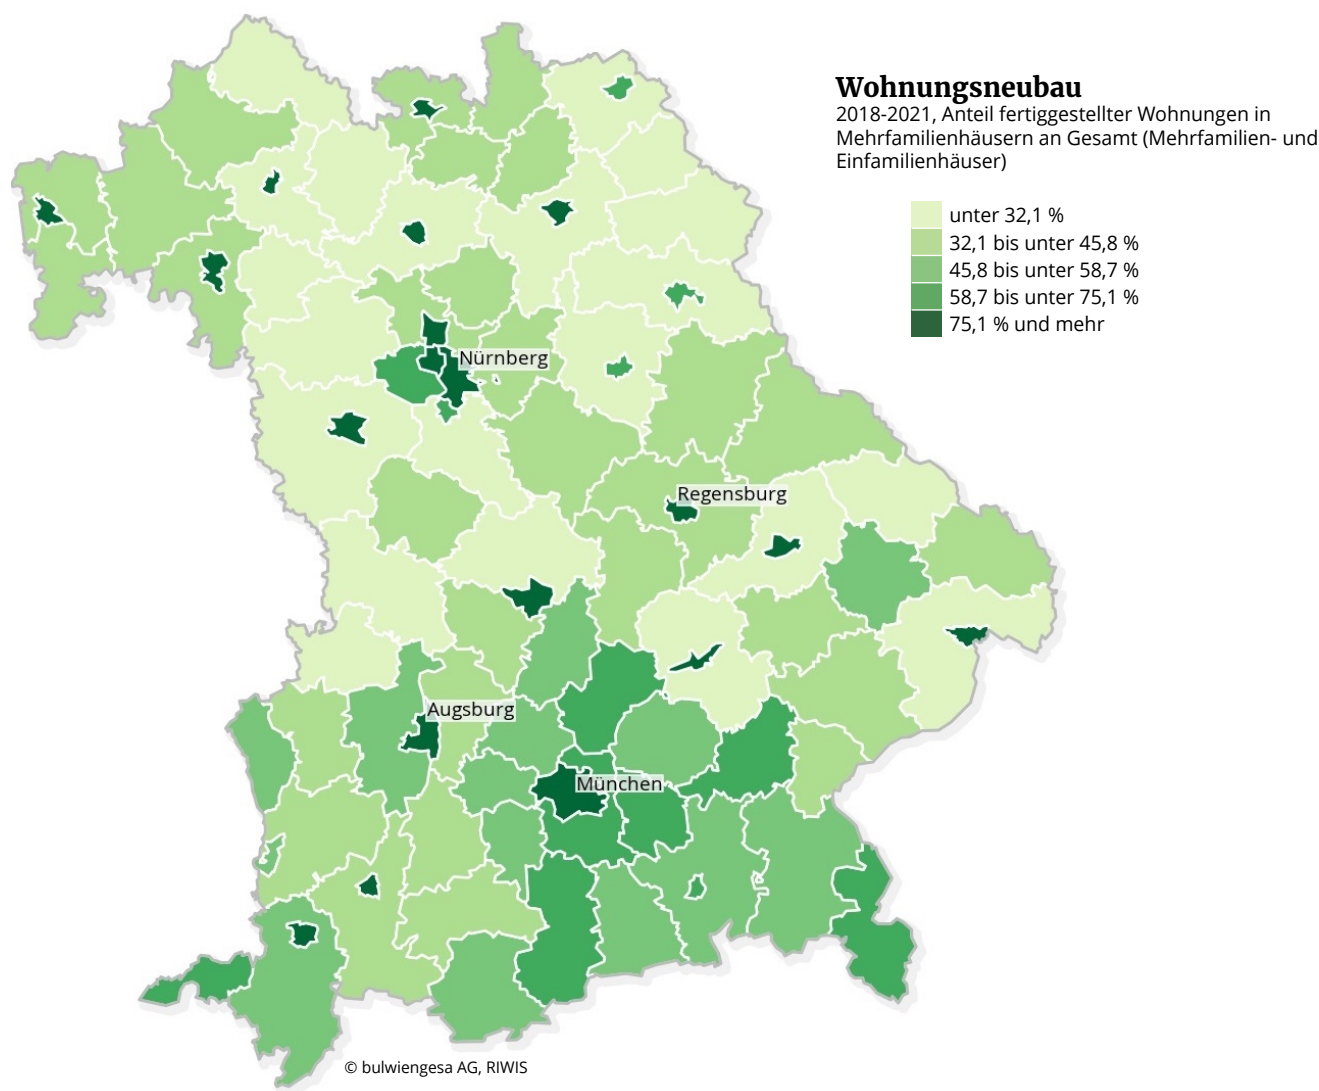 Wohnungsneubau
2018-2021, Anteil fertiggestellter Wohnungen in
Mehrfamilienhäusern an Gesamt (Mehrfamilien- und
Einfamilienhäuser)
unter 32,1 %
32,1 bis unter 45,8 %
45,8 bis unter 58,7 %
58,7 bis unter 75,1 %
75,1 % und mehr
Nürnberg
Regensburg
Augsburg
München
© bulwiengesa AG, RIWIS